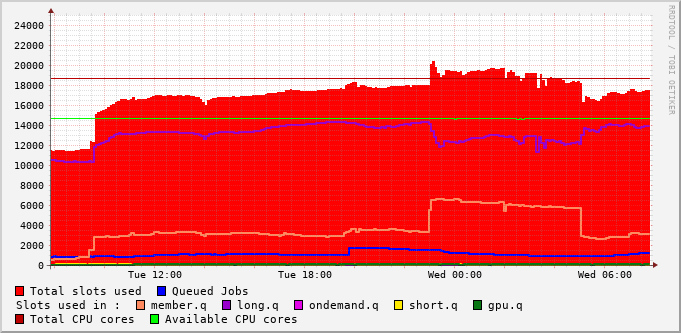 24000
22000
20000
18000
16000
14000
12000
10000
8000
6000
4000
2000
0
Tue 12:00 Tue 18:00 Wed 00:00 Wed 06:00
RRDTOOL / TOBI OETIKER
Total slots used Queued Jobs
Slots used in : member.q long.q ondemand.q short.q gpu.q
Total CPU cores Available CPU cores